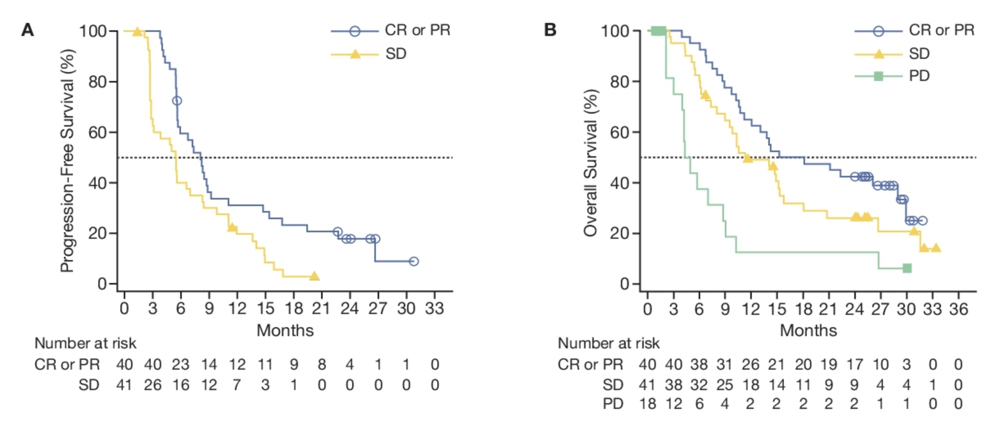 A
CR or PR
SD
Progression-Free Survival (%)
100
80
60
40
20
0
0 3 6 9 12 15 18 21 24 27 30 33
Months
Number at risk
CR or PR 40 40 23 14 12 11 9 8 4 1 1 0
SD 41 26 16 12 7 3 1 0 0 0 0 0
B
CR or PR
SD
PD
Overall Survival (%)
100
80
60
40
20
0
0 3 6 9 12 15 18 21 24 27 30 33 36
Months
Number at risk
CR or PR 40 40 38 31 26 21 20 19 17 10 3 0 0
SD 41 38 32 25 18 14 11 9 9 4 4 1 0
PD 18 12 6 4 2 2 2 2 2 1 1 0 0